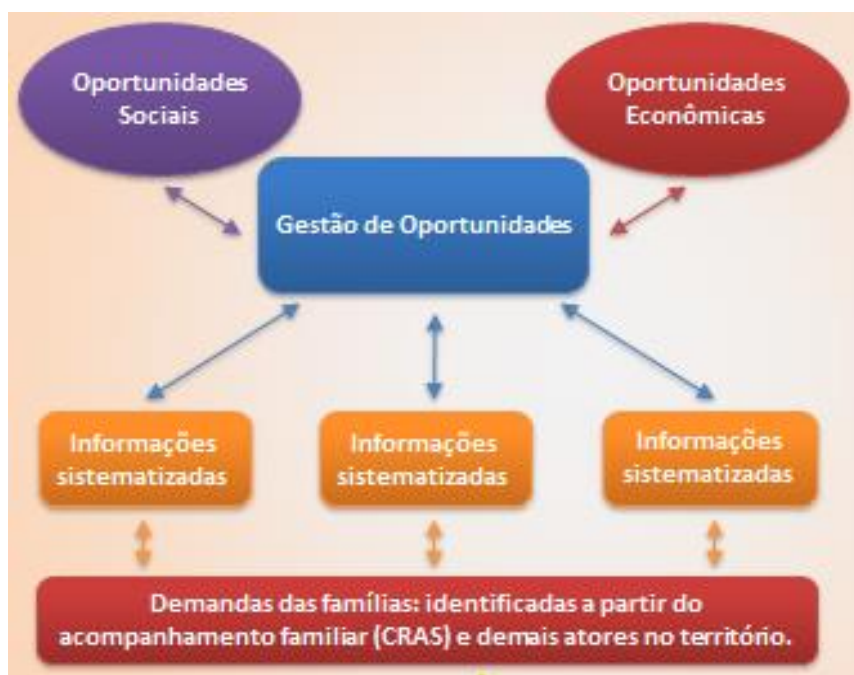 Oportunidades
Sociais
Oportunidades
Econômicas
Gestão de Oportunidades
Informações
sistematizadas
Informações
sistematizadas
Informações
sistematizadas
Demandas das famílias: identificadas a partir do
acompanhamento familiar (CRAS) e demais atores no território.